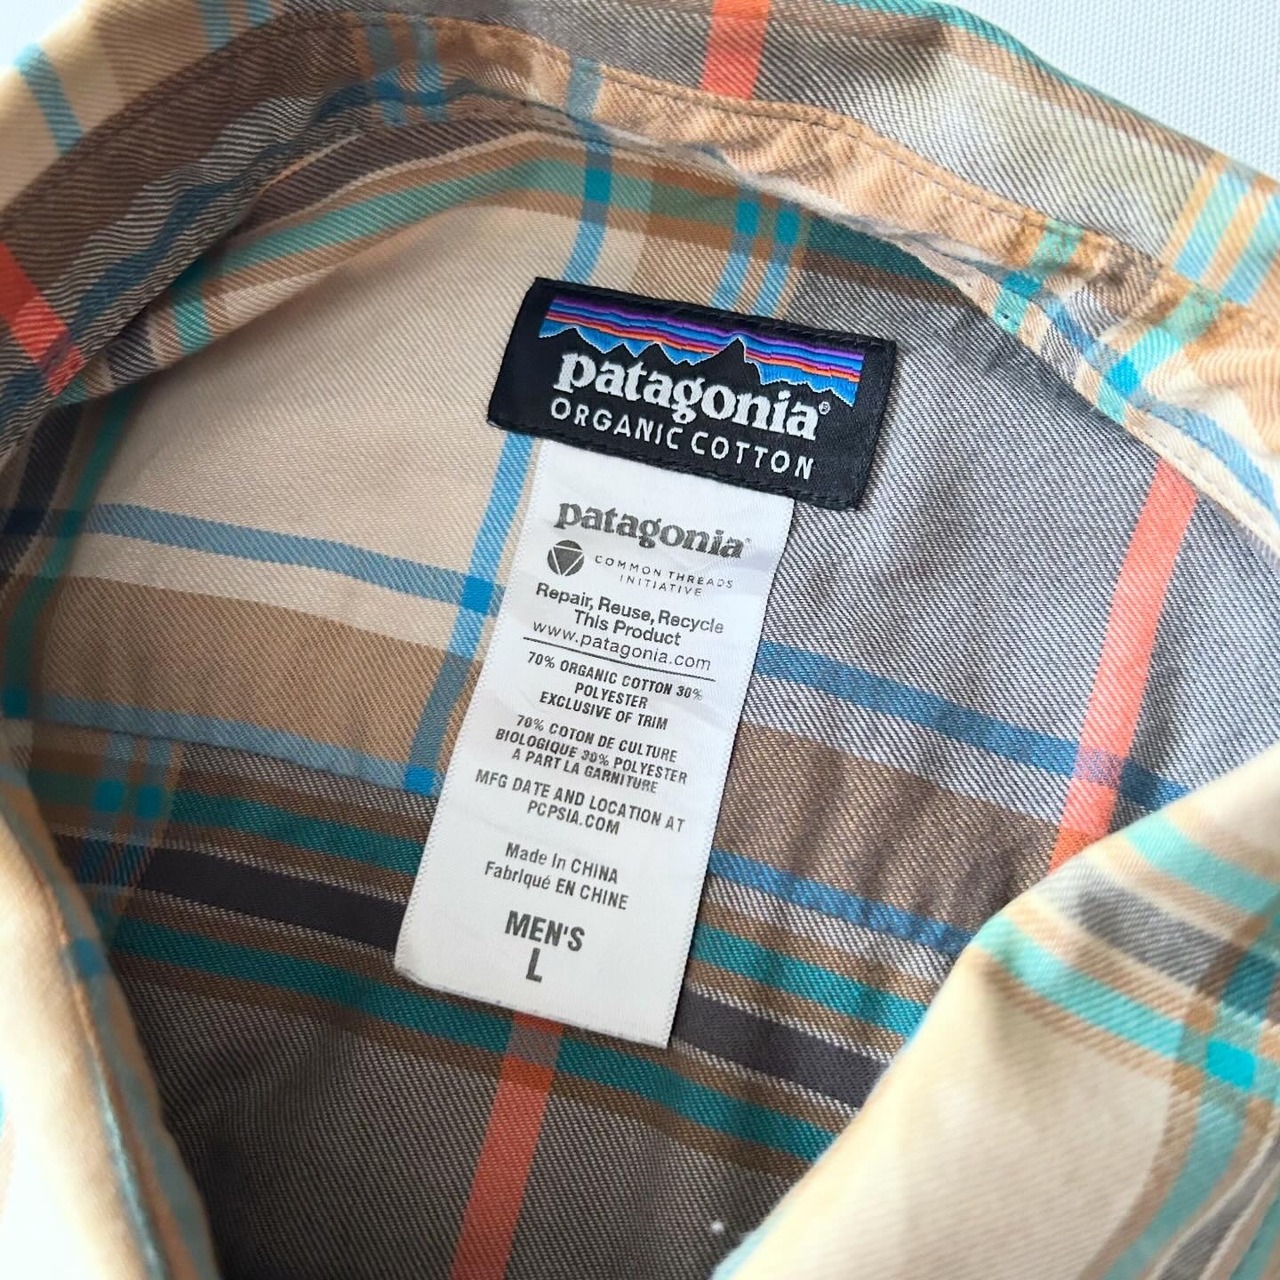 patagonia®
ORGANIC COTTON
patagonia®
COMMON THREADS
INITIATIVE
Repair, Reuse, Recycle
This Product
www.patagonia.com
70% ORGANIC COTTON 30%
POLYESTER
EXCLUSIVE OF TRIM
70% COTON DE CULTURE
BIOLOGIQUE 30% POLYESTER
A PART LA GARNITURE
MFG DATE AND LOCATION AT
PCPSIA.COM
Made in CHINA
Fabriqué EN CHINE
MEN'S
L